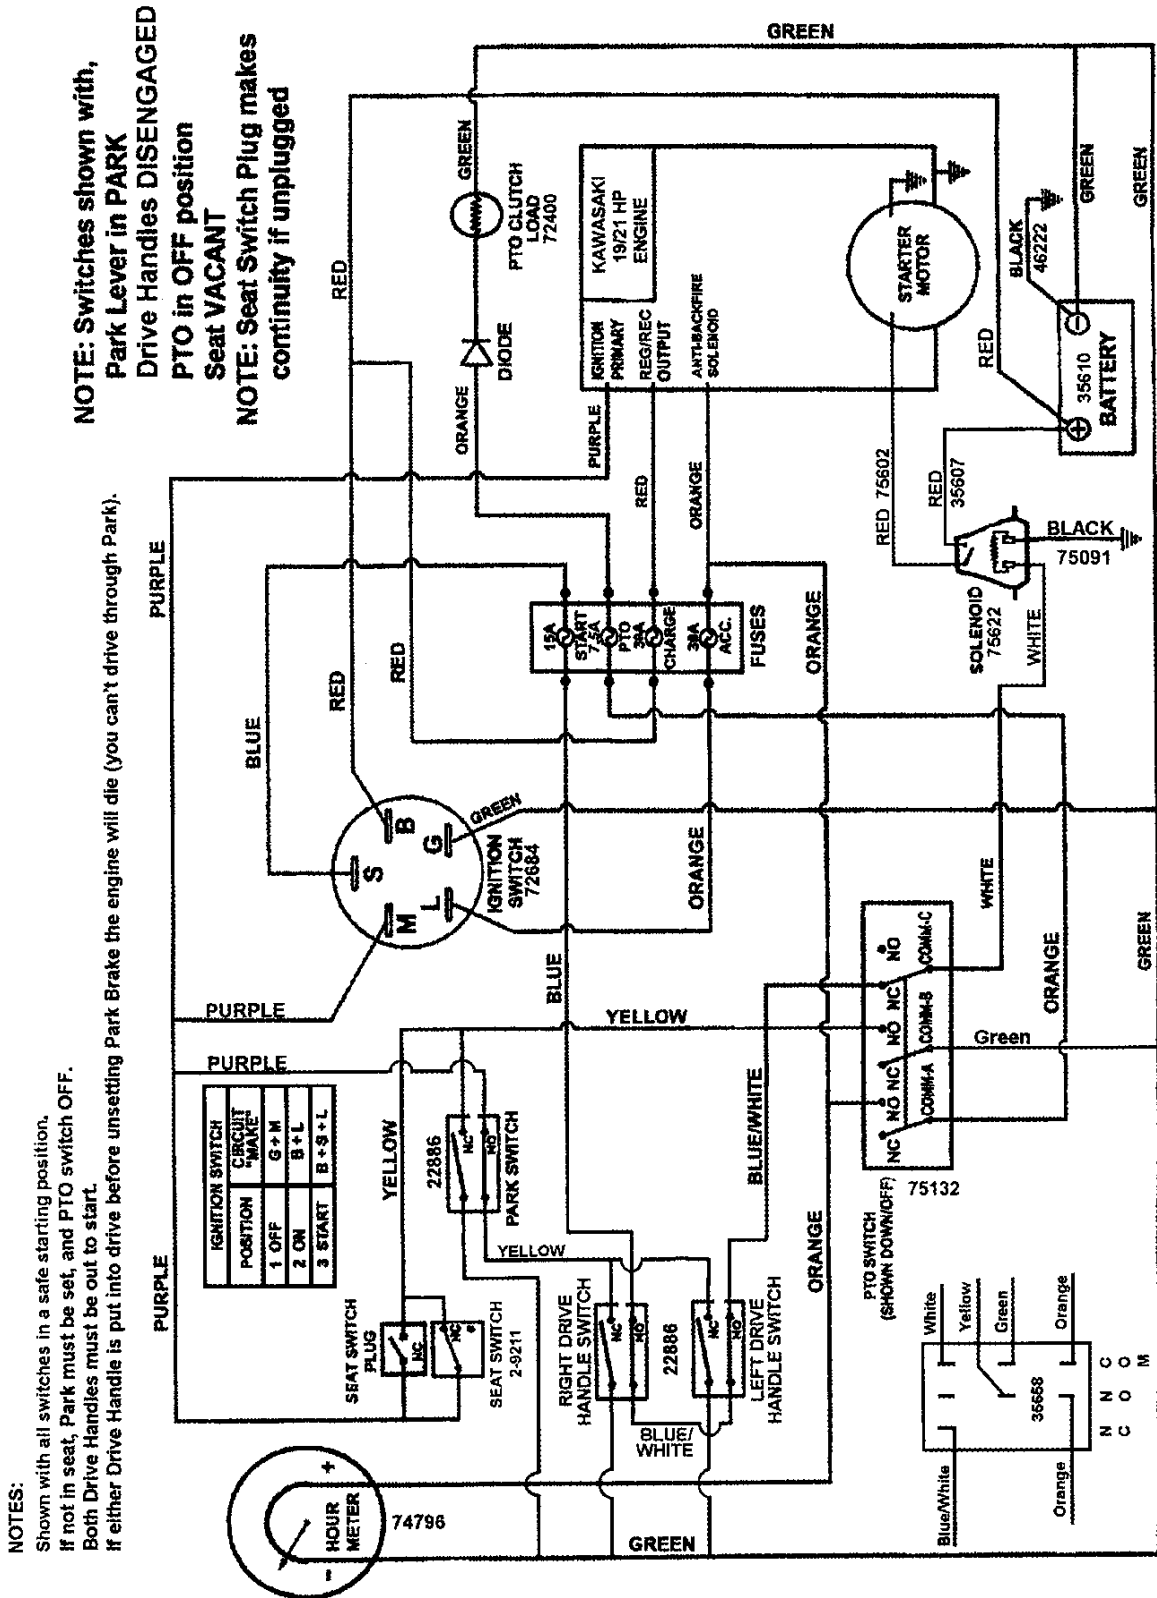 NOTES:
Shown with all switches in a safe starting position.
If not in seat, Park must be set, and PTO switch OFF.
Both Drive Handles must be out to start.
If either Drive Handle is put into drive before unsetting Park Brake the engine will die (you can't drive through Park).
NOTE: Switches shown with,
Park Lever in PARK
Drive Handles DISENGAGED
PTO in OFF position
Seat VACANT
NOTE: Seat Switch Plug makes
continuity if unplugged
PURPLE
PURPLE
PURPLE
PURPLE
IGNITION SWITCH
POSITION
CIRCUIT
"MAKE"
1 OFF
G + M
2 ON
B + L
3 START
B + S + L
BLUE
RED
RED
RED
S
B
M
G
L
GREEN
IGNITION
SWITCH
72684
+
-
HOUR
METER
74796
SEAT SWITCH
PLUG
NC
NC
SEAT SWITCH
2-9211
YELLOW
22886
NC
NO
PARK SWITCH
YELLOW
YELLOW
BLUE
ORANGE
GREEN
DIODE
PTO CLUTCH
LOAD
72400
GREEN
15A
START
7.5A
PTO
30A
CHARGE
30A
ACC.
FUSES
PURPLE
RED
ORANGE
IGNITION
PRIMARY
REG/REC
OUTPUT
ANTI-BACKFIRE
SOLENOID
KAWASAKI
19/21 HP
ENGINE
RIGHT DRIVE
HANDLE SWITCH
NC
NO
22886
NC
NO
LEFT DRIVE
HANDLE SWITCH
BLUE/
WHITE
GREEN
BLUE/WHITE
ORANGE
ORANGE
ORANGE
STARTER
MOTOR
RED 75602
RED
35607
RED
SOLENOID
75622
WHITE
BLACK
75091
BLACK
46222
GREEN
GREEN
35610
BATTERY
+
-
PTO SWITCH
(SHOWN DOWN/OFF)
75132
NC
NO
NC
NO
NC
NO
COMM-A
COMM-B
COMM-C
WHITE
Green
ORANGE
GREEN
White
Yellow
Green
Orange
Blue/White
Orange
35658
N C
N O
C O M